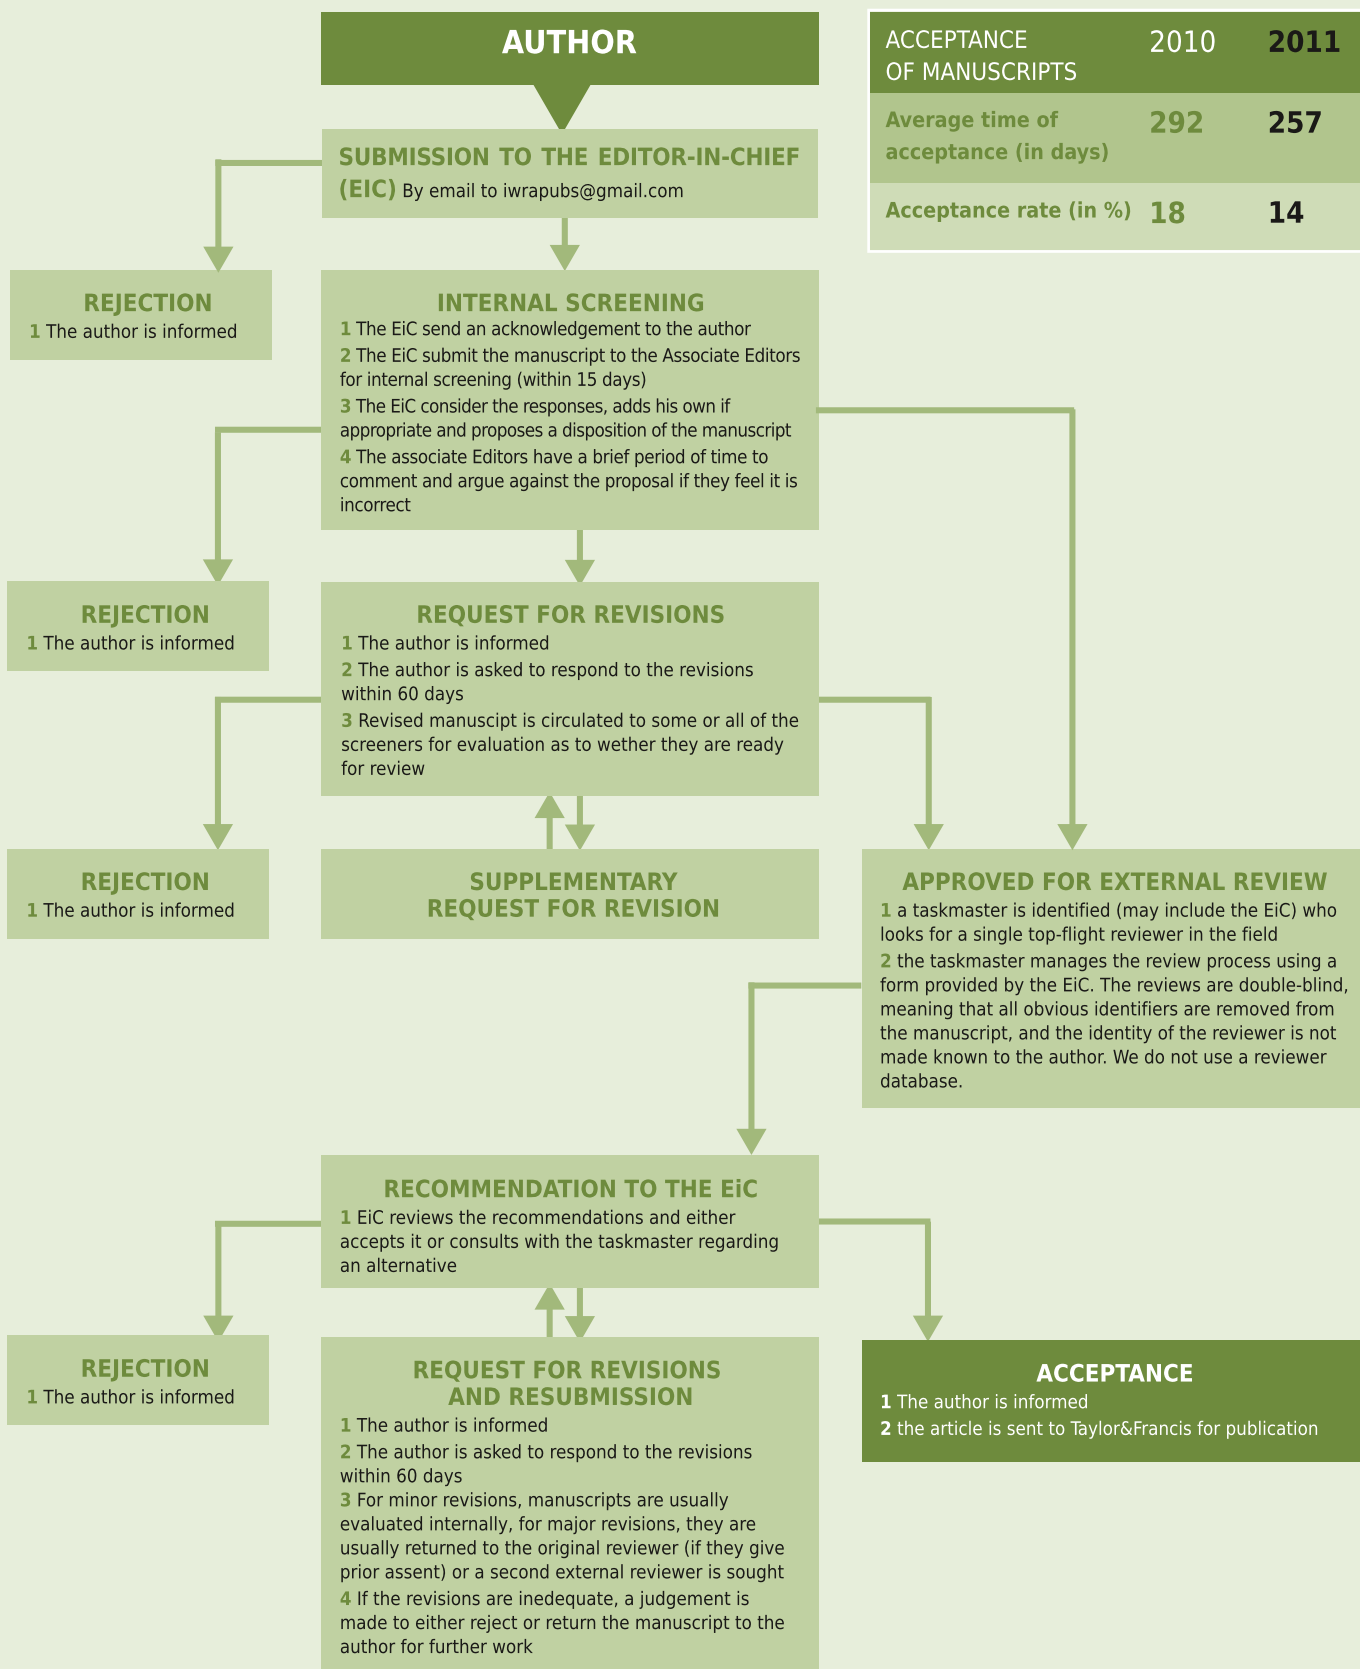 AUTHOR
ACCEPTANCE 2010 2011
OF MANUSCRIPTS
Average time of 292 257
acceptance (in days)
Acceptance rate (in %) 18 14
SUBMISSION TO THE EDITOR-IN-CHIEF
(EIC) By email to iwrapubs@gmail.com
REJECTION
1 The author is informed
INTERNAL SCREENING
1 The EiC send an acknowledgement to the author
2 The EiC submit the manuscript to the Associate Editors
for internal screening (within 15 days)
3 The EiC consider the responses, adds his own if
appropriate and proposes a disposition of the manuscript
4 The associate Editors have a brief period of time to
comment and argue against the proposal if they feel it is
incorrect
REJECTION
1 The author is informed
REQUEST FOR REVISIONS
1 The author is informed
2 The author is asked to respond to the revisions
within 60 days
3 Revised manuscipt is circulated to some or all of the
screeners for evaluation as to wether they are ready
for review
REJECTION
1 The author is informed
SUPPLEMENTARY
REQUEST FOR REVISION
APPROVED FOR EXTERNAL REVIEW
1 a taskmaster is identified (may include the EiC) who
looks for a single top-flight reviewer in the field
2 the taskmaster manages the review process using a
form provided by the EiC. The reviews are double-blind,
meaning that all obvious identifiers are removed from
the manuscript, and the identity of the reviewer is not
made known to the author. We do not use a reviewer
database.
RECOMMENDATION TO THE EiC
1 EiC reviews the recommendations and either
accepts it or consults with the taskmaster regarding
an alternative
REJECTION
1 The author is informed
REQUEST FOR REVISIONS
AND RESUBMISSION
1 The author is informed
2 The author is asked to respond to the revisions
within 60 days
3 For minor revisions, manuscripts are usually
evaluated internally, for major revisions, they are
usually returned to the original reviewer (if they give
prior assent) or a second external reviewer is sought
4 If the revisions are inedequate, a judgement is
made to either reject or return the manuscript to the
author for further work
ACCEPTANCE
1 The author is informed
2 the article is sent to Taylor&Francis for publication